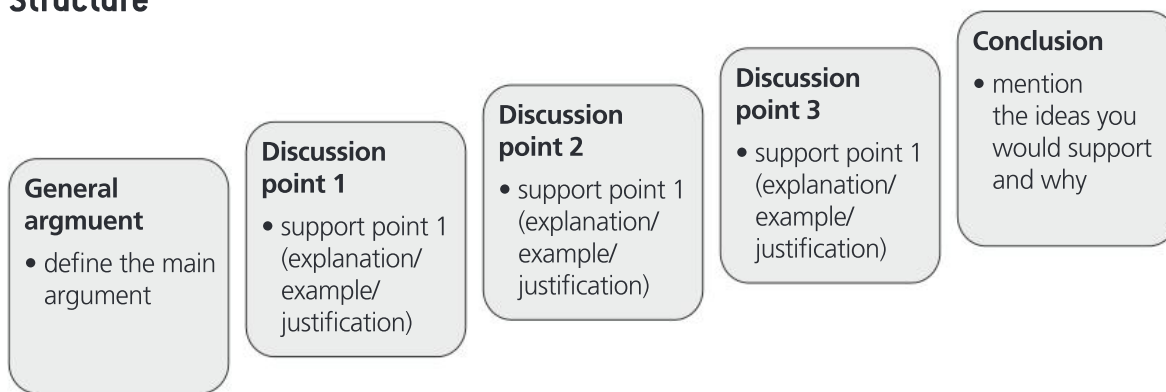 Structure
General
argmuent
• define the main
argument
Discussion
point 1
• support point 1
(explanation/
example/
justification)
Discussion
point 2
• support point 1
(explanation/
example/
justification)
Discussion
point 3
• support point 1
(explanation/
example/
justification)
Conclusion
• mention
the ideas you
would support
and why